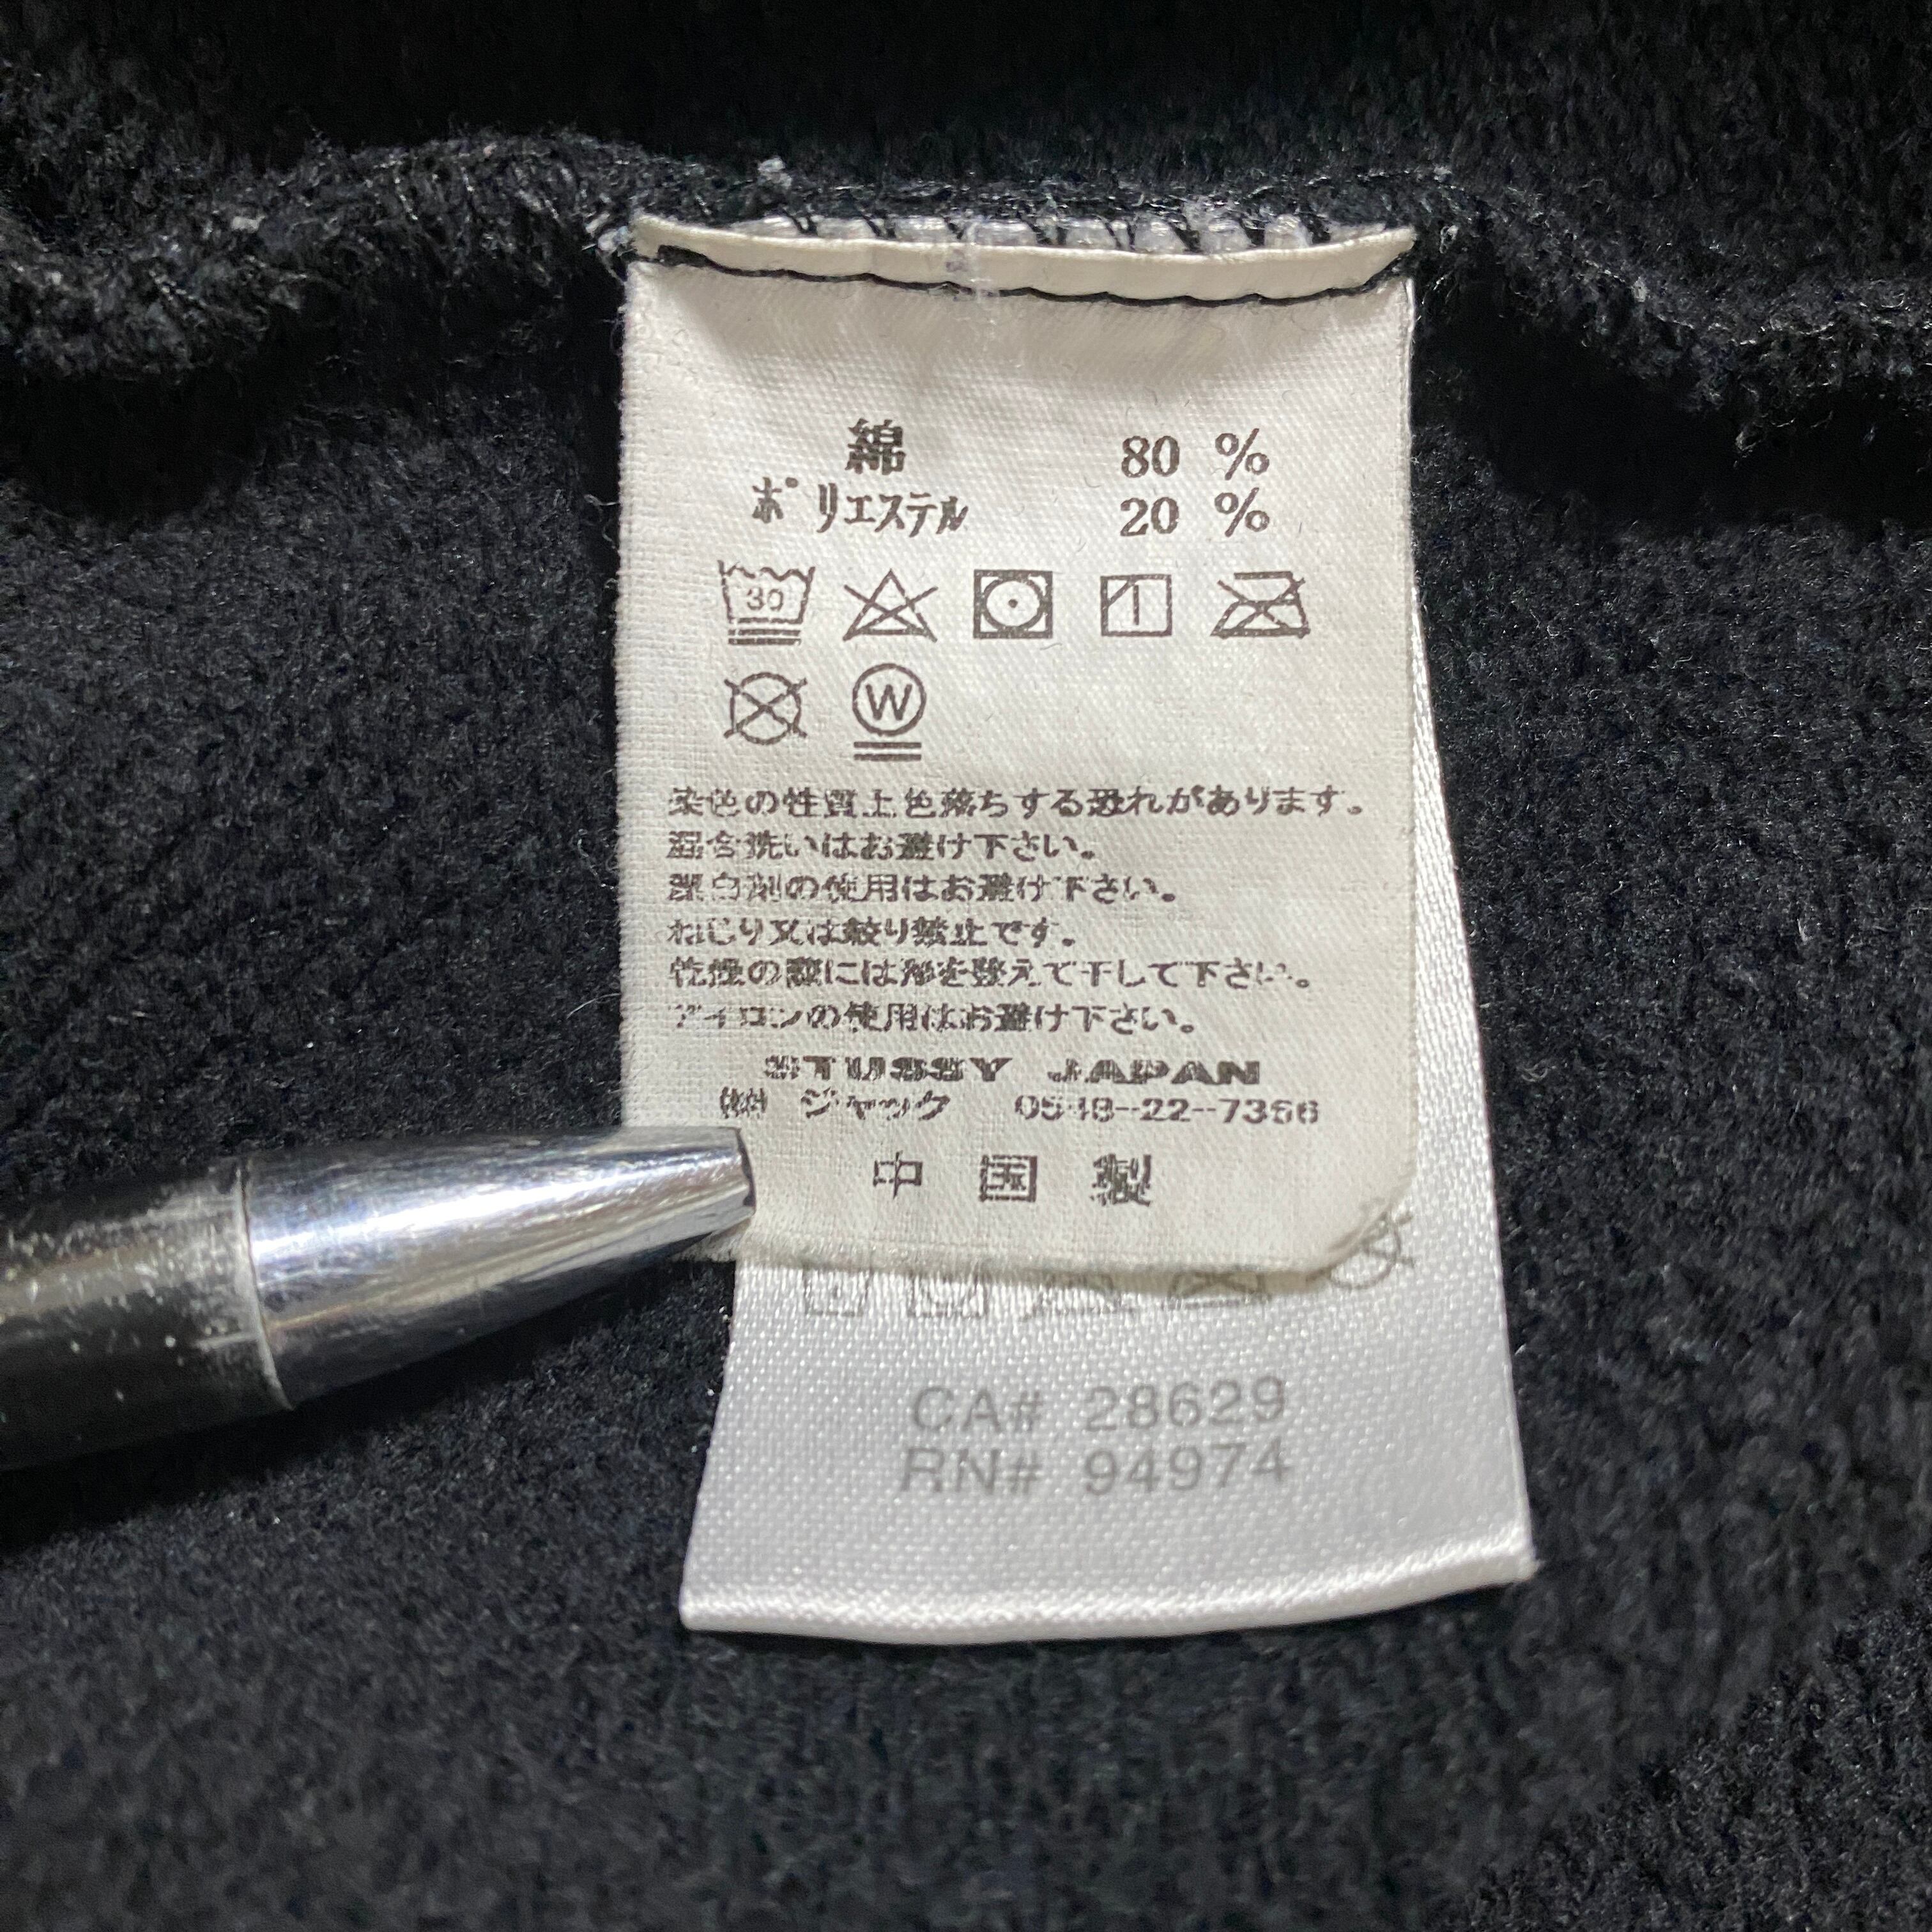 綿 80 %
ポリエステル 20 %
30
W
染色の性質上色落ちする恐れがあります。
混合洗いはお避け下さい。
漂白剤の使用はお避け下さい。
ねじり又は絞り禁止です。
乾燥の際には形を整えて干して下さい。
アイロンの使用はお避け下さい。
STUSSY JAPAN
㈱ ジャック
中 国 製
CA# 28629
RN# 94974